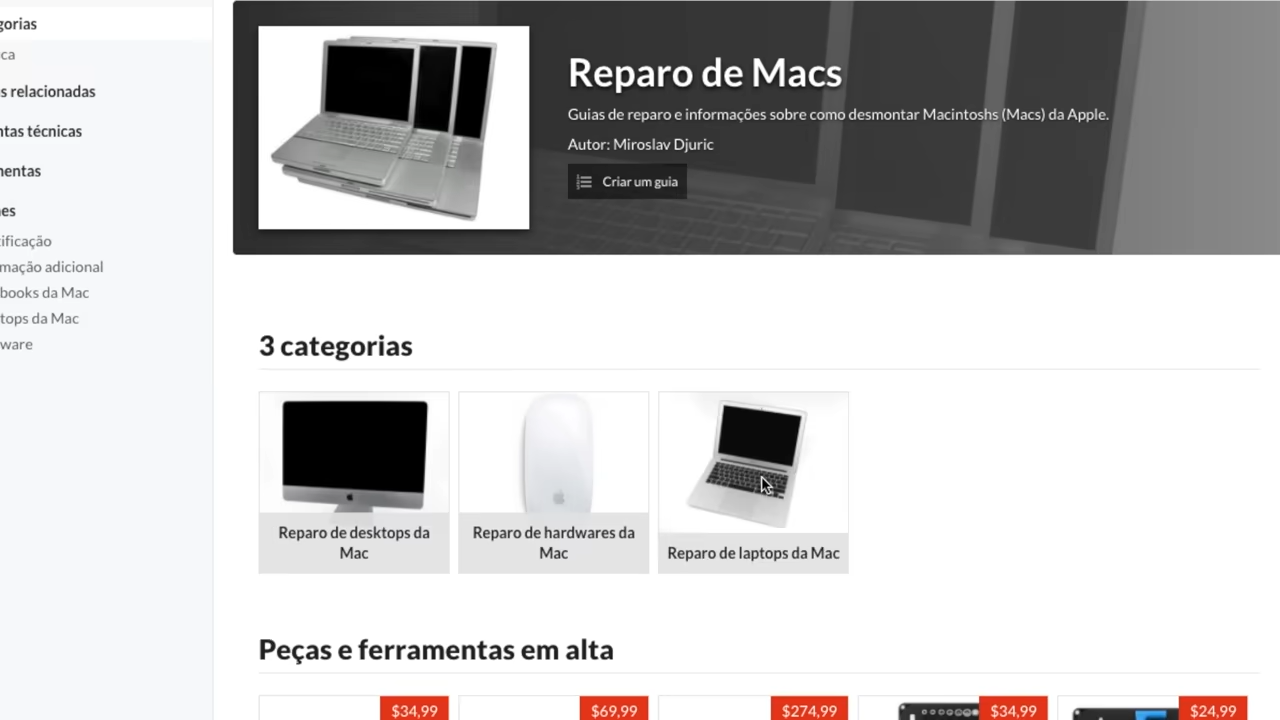 gorias
ca
s relacionadas
ntas técnicas
mentas
es
ificação
mação adicional
books da Mac
tops da Mac
ware
Reparo de Macs
Guias de reparo e informações sobre como desmontar Macintoshs (Macs) da Apple.
Autor: Miroslav Djuric
Criar um guia
3 categorias
Reparo de desktops da
Mac
Reparo de hardwares da
Mac
Reparo de laptops da Mac
Peças e ferramentas em alta
$34,99
$69,99
$274,99
$34,99
$24,99